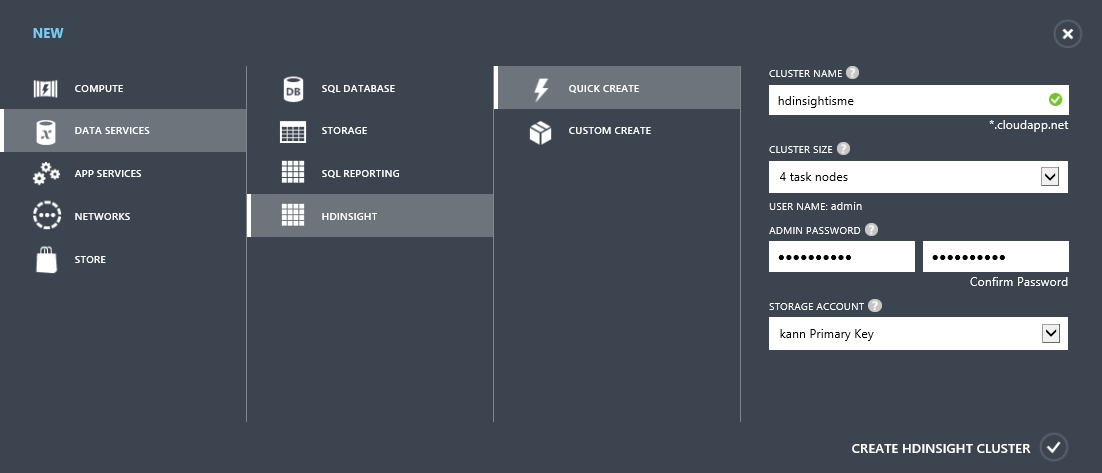 NEW
COMPUTE
DATA SERVICES
APP SERVICES
NETWORKS
STORE
DB
SQL DATABASE
STORAGE
SQL REPORTING
HDINSIGHT
QUICK CREATE
CUSTOM CREATE
CLUSTER NAME ?
hdinsightisme
*.cloudapp.net
CLUSTER SIZE ?
4 task nodes
USER NAME: admin
ADMIN PASSWORD ?
●●●●●●●●●● ●●●●●●●●●●
Confirm Password
STORAGE ACCOUNT ?
kann Primary Key
CREATE HDINSIGHT CLUSTER